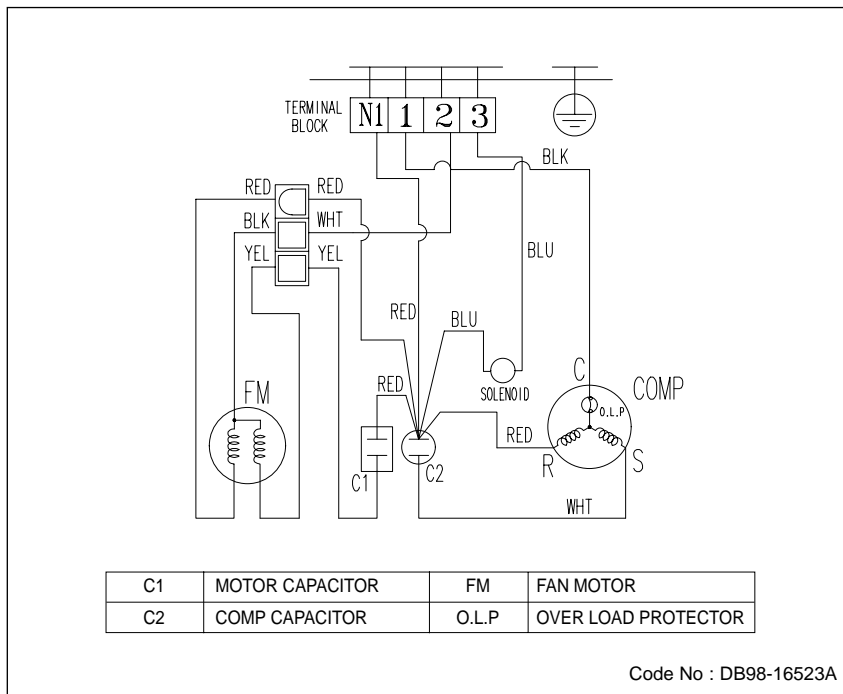 TERMINAL
BLOCK
N1 1 2 3
BLK
RED RED
BLK WHT
YEL YEL
BLU
RED
BLU
SOLENOID
C
COMP
O.L.P
FM
RED
RED
R
S
C1
C2
WHT
C1 MOTOR CAPACITOR FM FAN MOTOR
C2 COMP CAPACITOR O.L.P OVER LOAD PROTECTOR
Code No : DB98-16523A